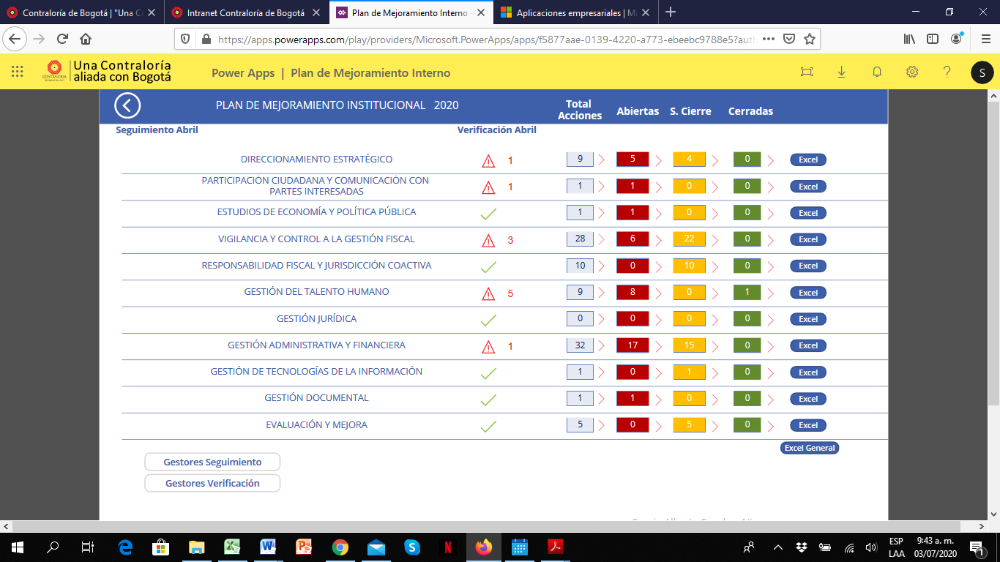 Contraloría de Bogotá | "Una C
Intranet Contraloría de Bogotá
Plan de Mejoramiento Interno -
Aplicaciones empresariales | Mi
https://apps.powerapps.com/play/providers/Microsoft.PowerApps/apps/f5877aae-0139-4220-a773-ebeebc9788e5?auth
Una Contraloría
aliada con Bogotá
CONTRALORÍA
Power Apps | Plan de Mejoramiento Interno
S
PLAN DE MEJORAMIENTO INSTITUCIONAL 2020
Total Acciones Abiertas S. Cierre Cerradas
Seguimiento Abril Verificación Abril
DIRECCIONAMIENTO ESTRATÉGICO 1 9 5 4 0 Excel
PARTICIPACIÓN CIUDADANA Y COMUNICACIÓN CON
PARTES INTERESADAS 1 1 1 0 0 Excel
ESTUDIOS DE ECONOMÍA Y POLÍTICA PÚBLICA 1 1 0 0 Excel
VIGILANCIA Y CONTROL A LA GESTIÓN FISCAL 3 28 6 22 0 Excel
RESPONSABILIDAD FISCAL Y JURISDICCIÓN COACTIVA 10 0 10 0 Excel
GESTIÓN DEL TALENTO HUMANO 5 9 8 0 1 Excel
GESTIÓN JURÍDICA 0 0 0 0 Excel
GESTIÓN ADMINISTRATIVA Y FINANCIERA 1 32 17 15 0 Excel
GESTIÓN DE TECNOLOGÍAS DE LA INFORMACIÓN 1 0 1 0 Excel
GESTIÓN DOCUMENTAL 1 1 0 0 Excel
EVALUACIÓN Y MEJORA 5 0 5 0 Excel
Excel General
Gestores Seguimiento
Gestores Verificación
ESP
LAA
9:43 a. m.
03/07/2020
1